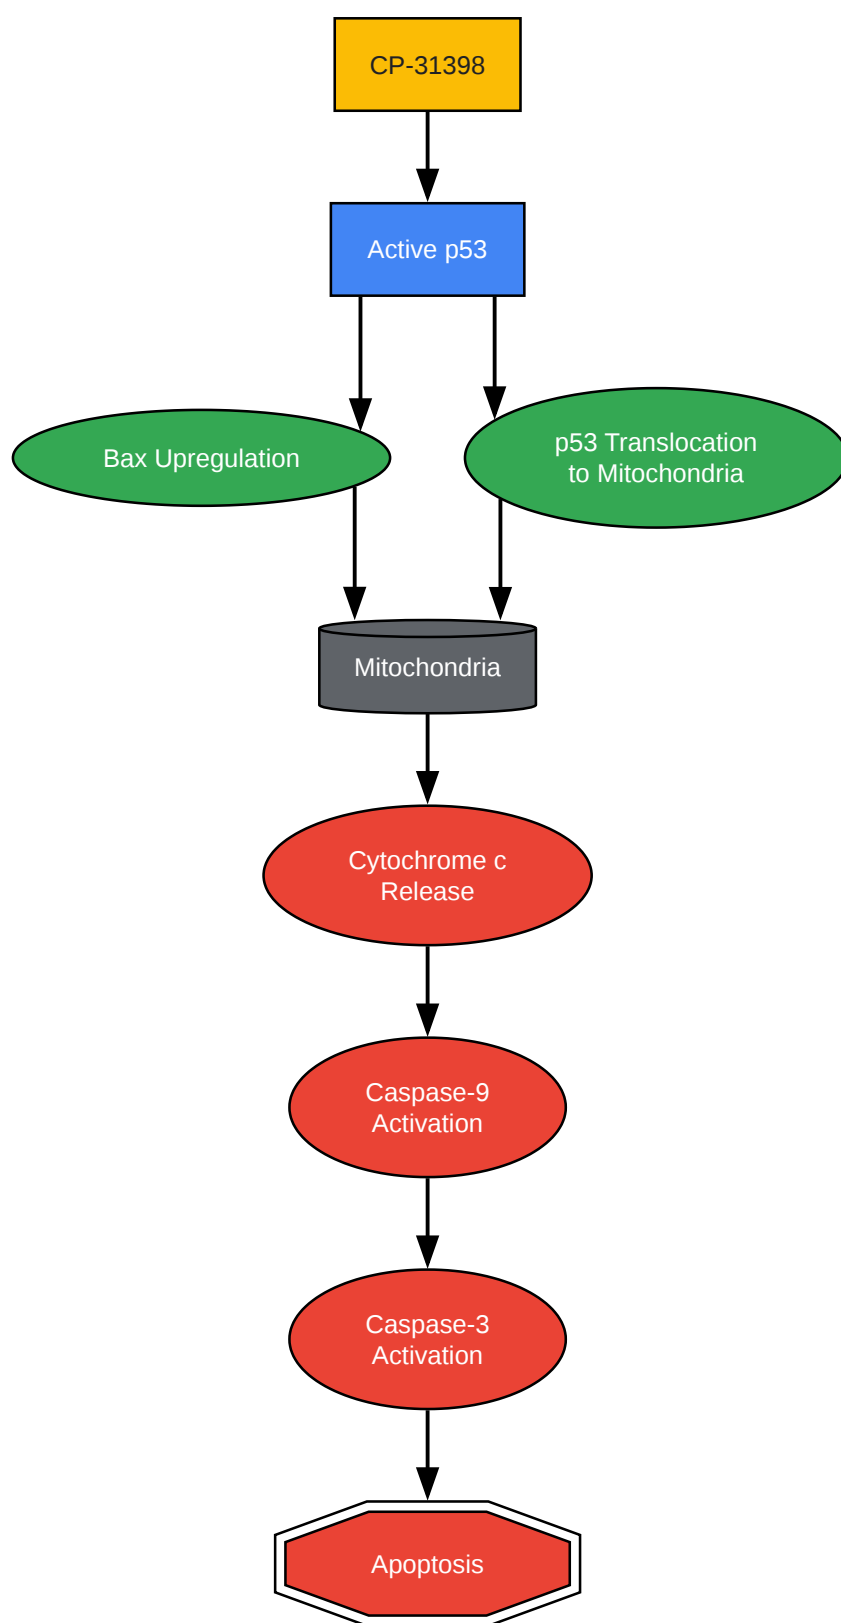 CP-31398
Active p53
Bax Upregulation
p53 Translocation
to Mitochondria
Mitochondria
Cytochrome c
Release
Caspase-9
Activation
Caspase-3
Activation
Apoptosis